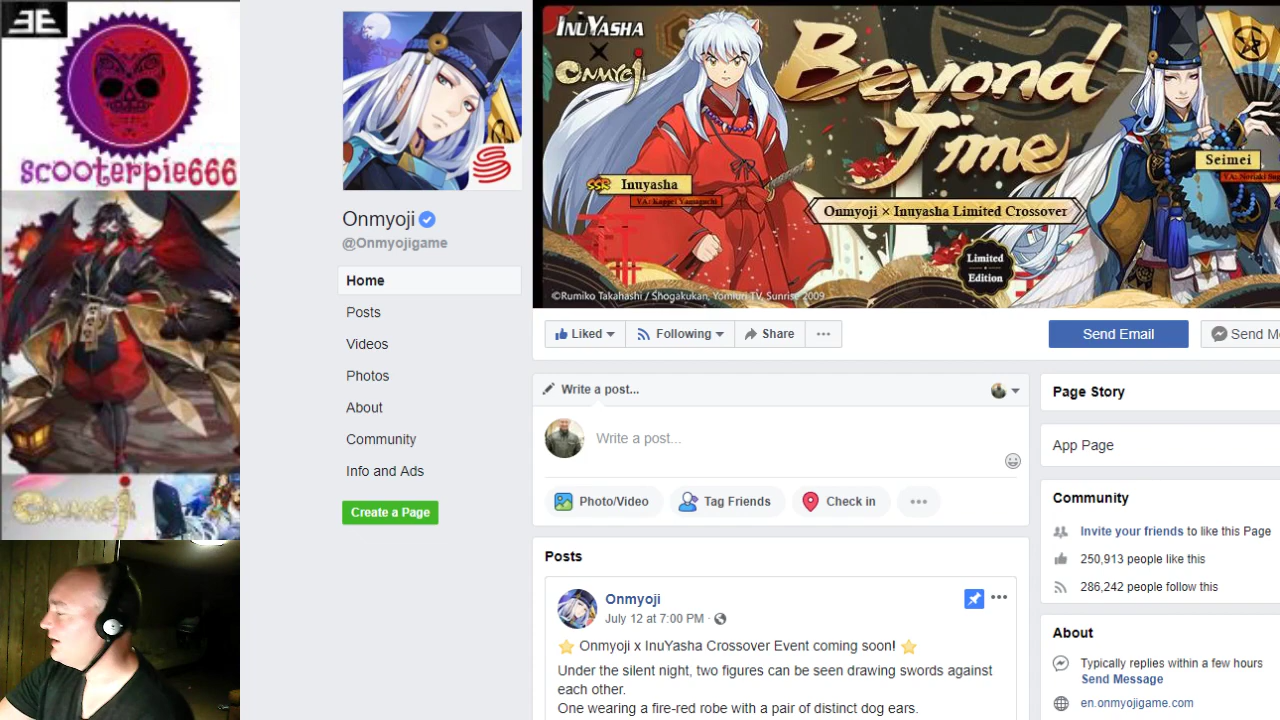 scooterpie666
Onmyoji
Onmyoji
@Onmyojigame
Home
Posts
Videos
Photos
About
Community
Info and Ads
Create a Page
INUYASHA
×
ONMYOJI
Beyond
Time
SSR Inuyasha
VA: Kappei Yamaguchi
Seimei
Onmyoji × Inuyasha Limited Crossover
Limited
Edition
©Rumiko Takahashi / Shogakukan, Yomiuri TV, Sunrise 2009
Liked
Following
Share
Send Email
Send M
Write a post...
Write a post...
Photo/Video
Tag Friends
Check in
Posts
Onmyoji
July 12 at 7:00 PM ·
⭐ Onmyoji x InuYasha Crossover Event coming soon! ⭐
Under the silent night, two figures can be seen drawing swords against
each other.
One wearing a fire-red robe with a pair of distinct dog ears.
Page Story
App Page
Community
Invite your friends to like this Page
250,913 people like this
286,242 people follow this
About
Typically replies within a few hours
Send Message
en.onmyojigame.com